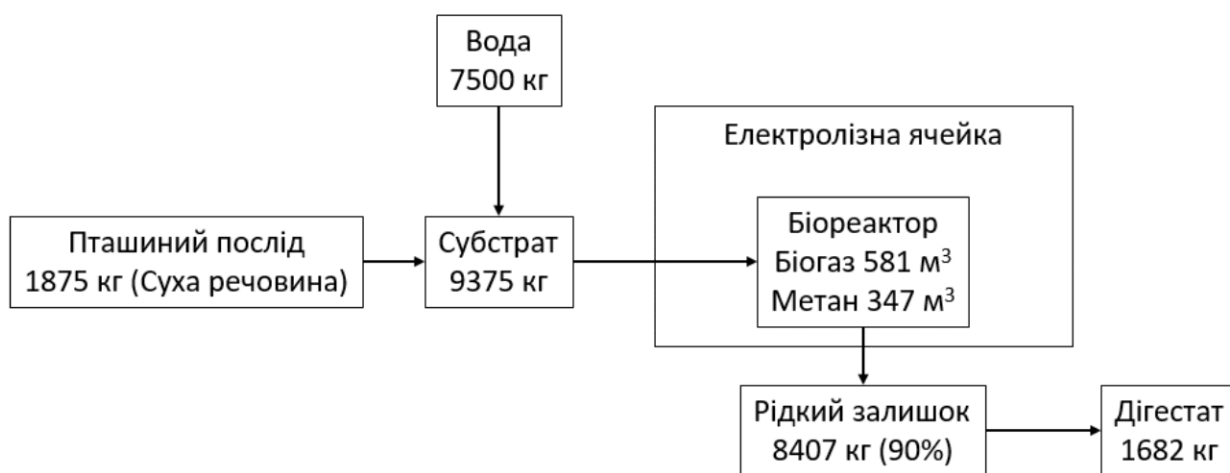 Вода
7500 кг
Електролізна ячейка
Пташиний послід
1875 кг (Суха речовина)
Субстрат
9375 кг
Біореактор
Біогаз 581 м³
Метан 347 м³
Рідкий залишок
8407 кг (90%)
Дігестат
1682 кг